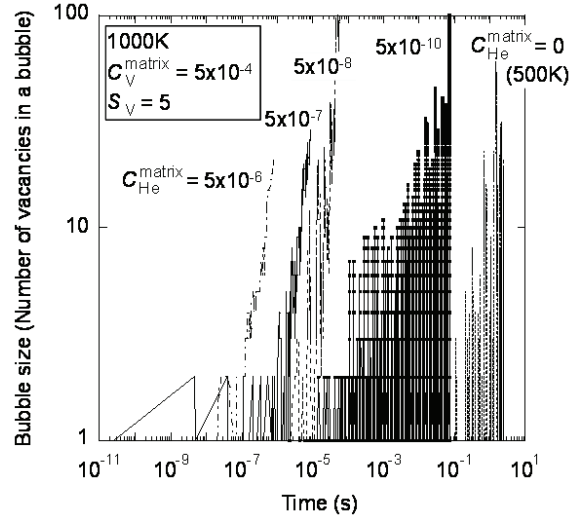 Bubble size (Number of vacancies in a bubble)
100
10
1
1000K
C_V^matrix = 5x10^-4
S_V = 5
C_He^matrix = 5x10^-6
5x10^-7
5x10^-8
5x10^-10
C_He^matrix = 0
(500K)
10^-11 10^-9 10^-7 10^-5 10^-3 10^-1 10^1
Time (s)